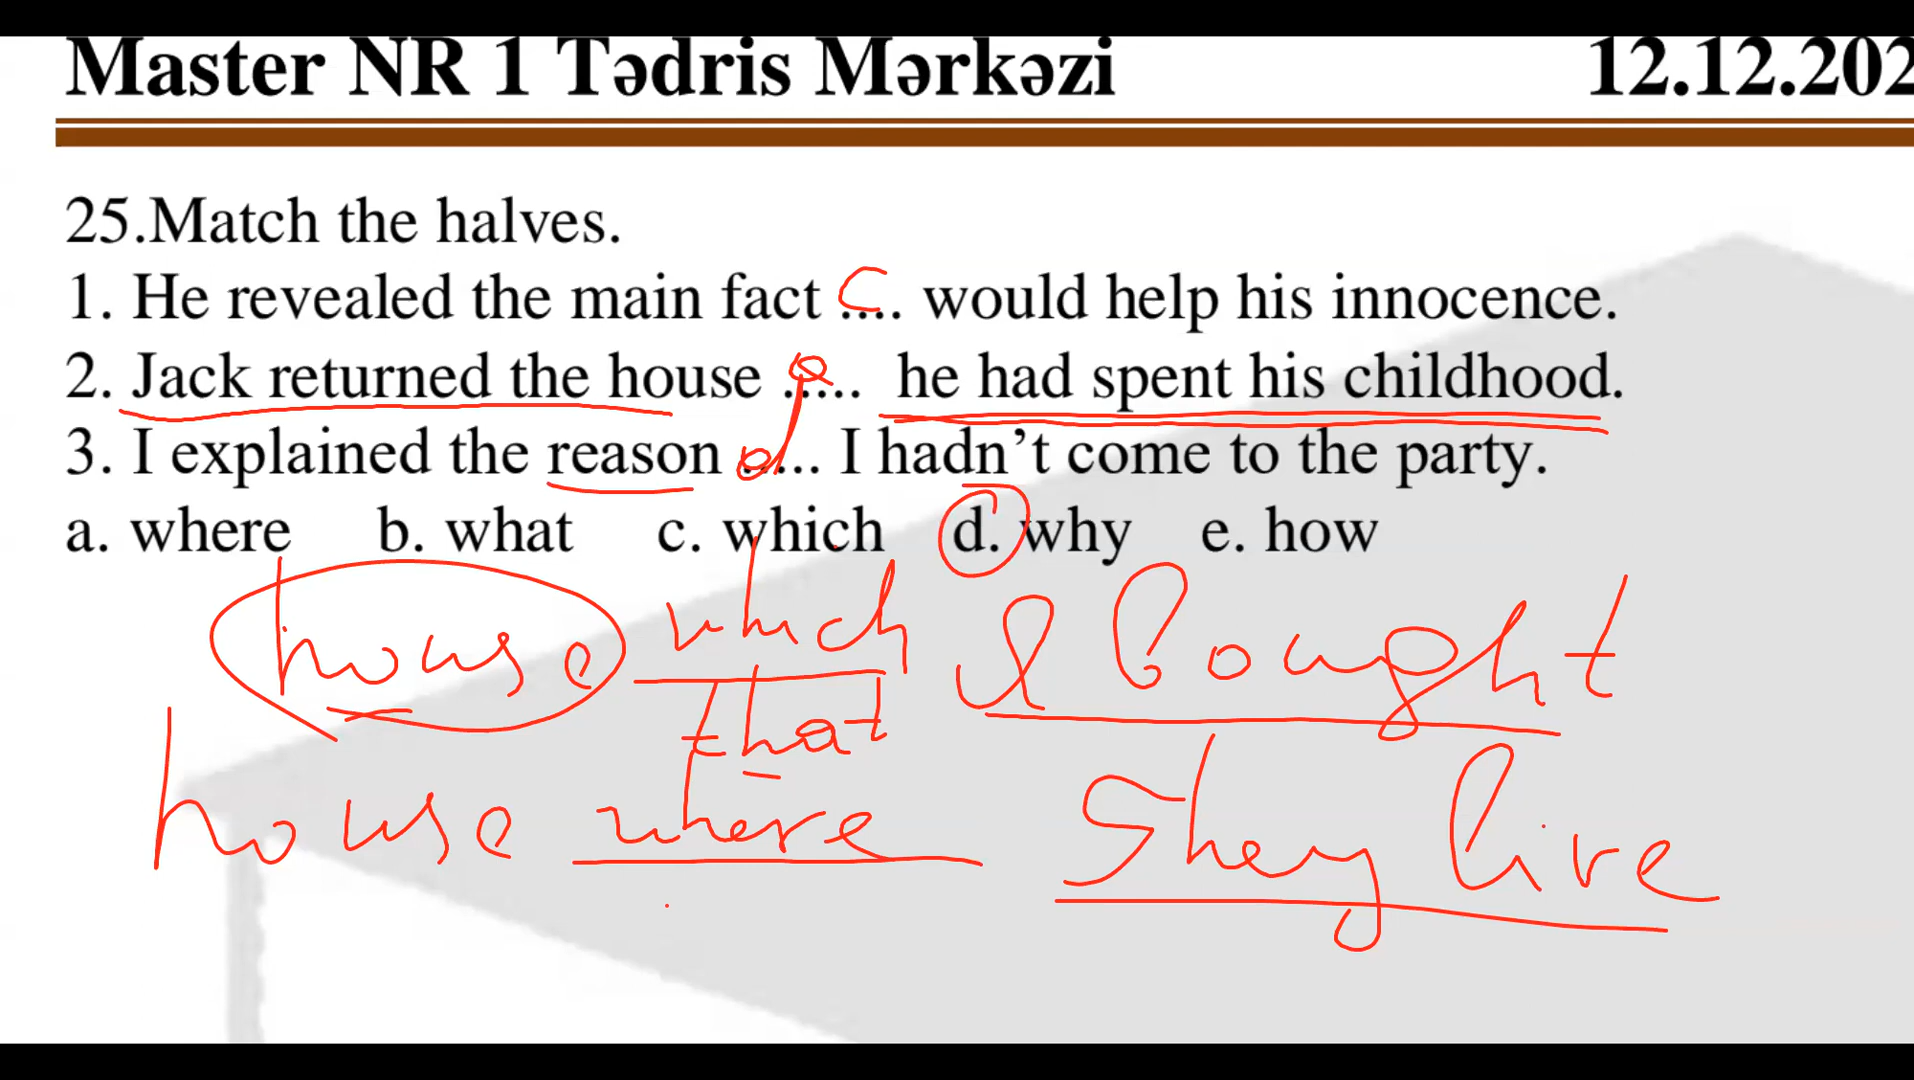 Master NR 1 Tədris Mərkəzi 12.12.202
25.Match the halves.
1. He revealed the main fact c.... would help his innocence.
2. Jack returned the house a..... he had spent his childhood.
3. I explained the reason d..... I hadn't come to the party.
a. where b. what c. which d. why e. how
house which I bought
that
house where they live